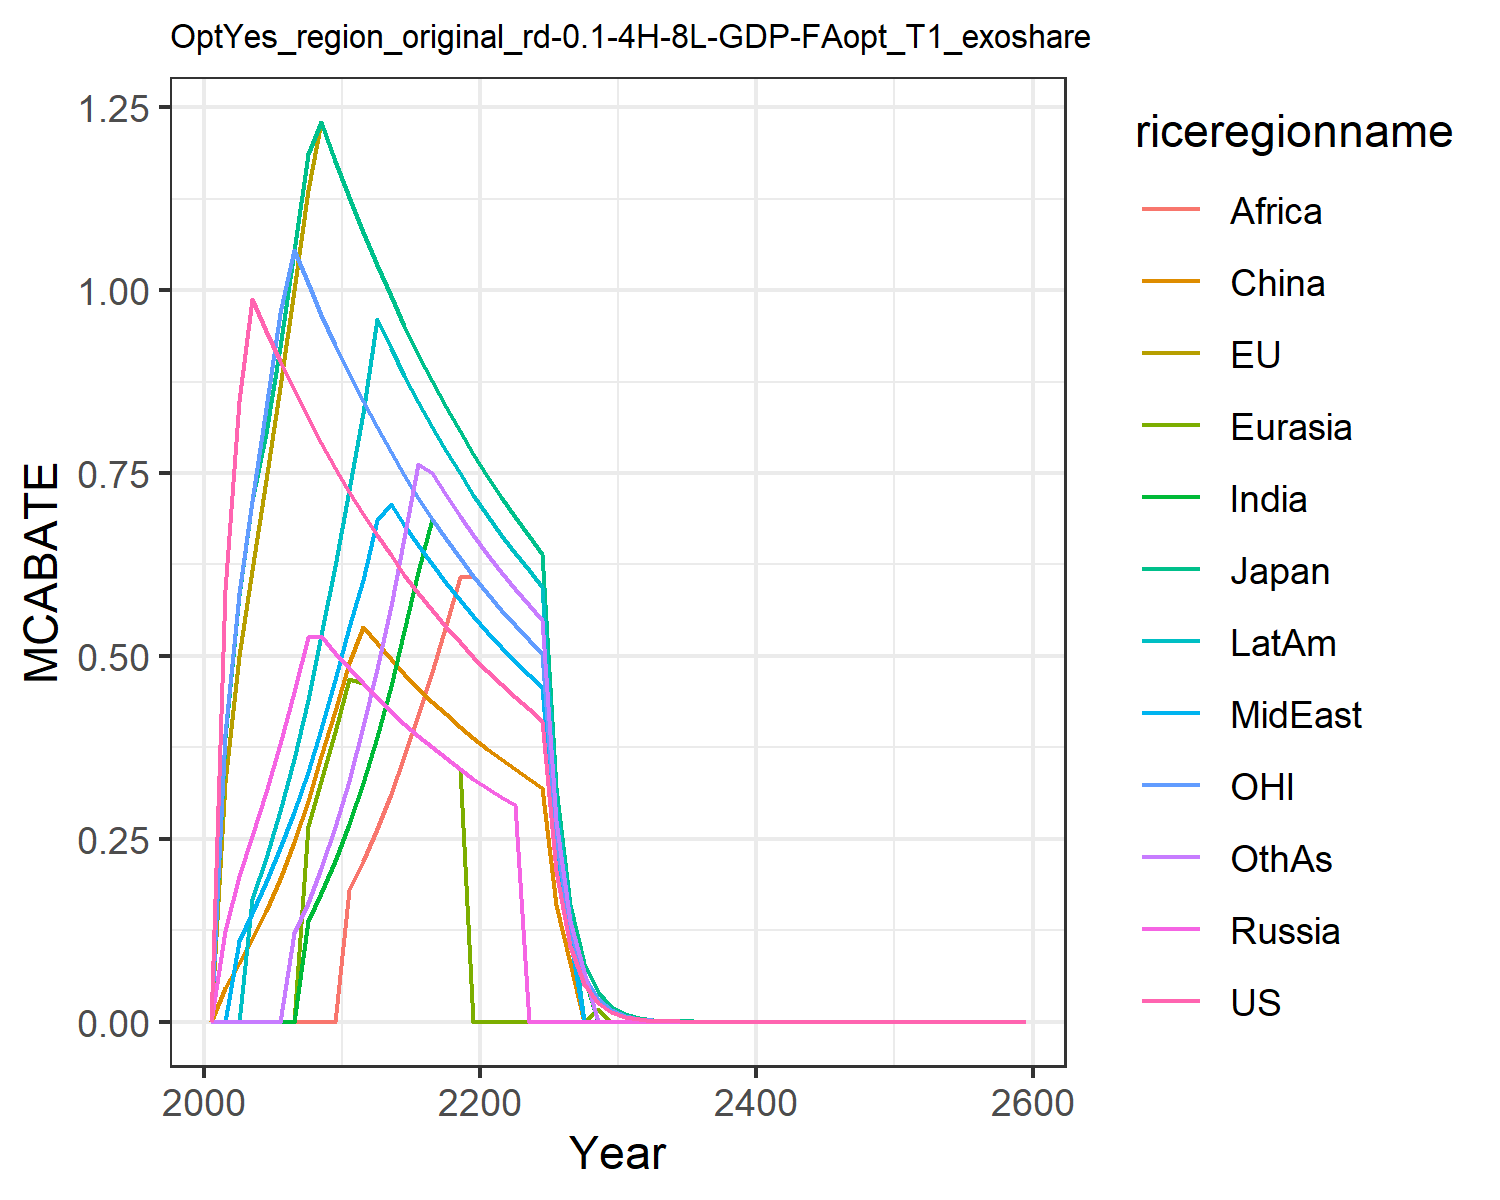 OptYes_region_original_rd-0.1-4H-8L-GDP-FAopt_T1_exoshare
MCABATE
1.25
1.00
0.75
0.50
0.25
0.00
2000 2200 2400 2600
Year
riceregionname
Africa
China
EU
Eurasia
India
Japan
LatAm
MidEast
OHI
OthAs
Russia
US